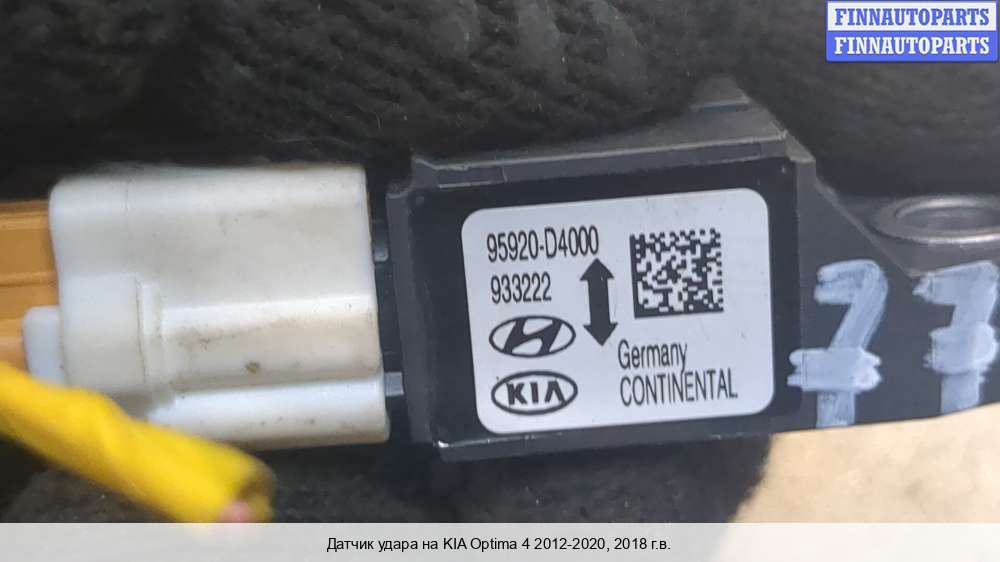 FINNAUTOPARTS
FINNAUTOPARTS
95920-D4000
933222
KIA
Germany
CONTINENTAL
77
Датчик удара на KIA Optima 4 2012-2020, 2018 г.в.